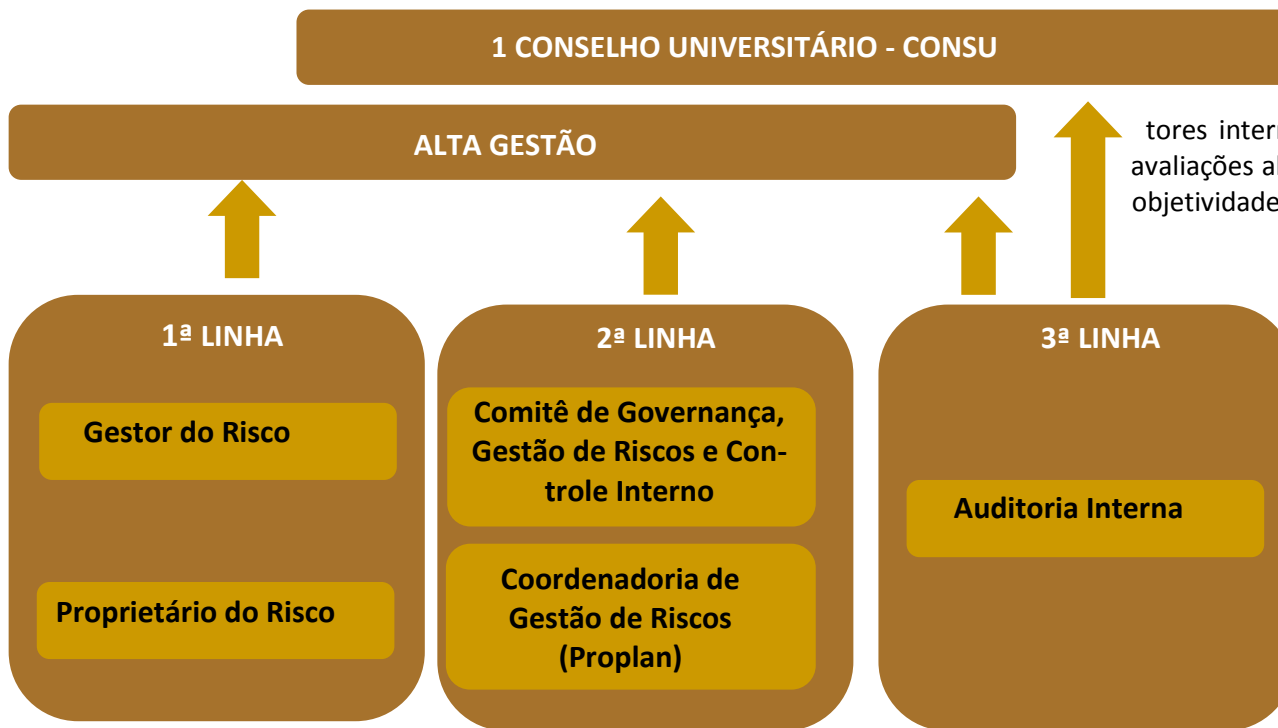 1 CONSELHO UNIVERSITÁRIO - CONSU
ALTA GESTÃO
tores
avaliações
objetividade
1ª LINHA
Gestor do Risco
Proprietário do Risco
2ª LINHA
Comitê de Governança,
Gestão de Riscos e Con-
trole Interno
Coordenadoria de
Gestão de Riscos
(Proplan)
3ª LINHA
Auditoria Interna